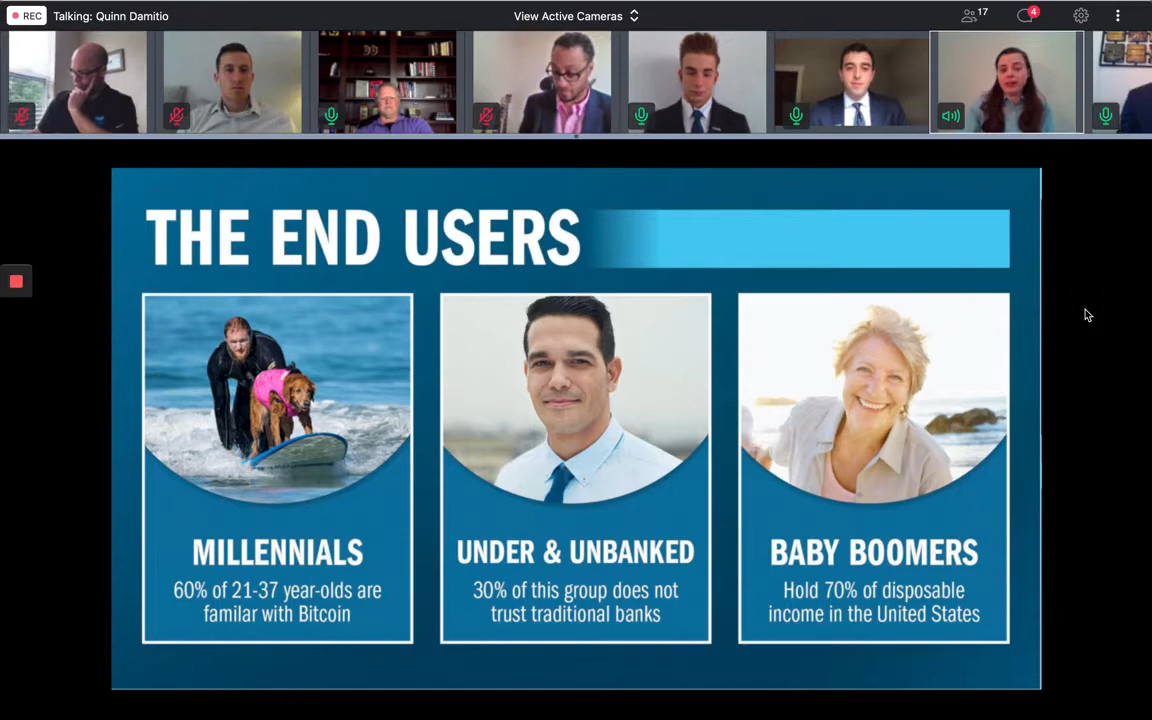 REC
Talking: Quinn Damitio
View Active Cameras
17
4
THE END USERS
MILLENNIALS
60% of 21-37 year-olds are
familar with Bitcoin
UNDER & UNBANKED
30% of this group does not
trust traditional banks
BABY BOOMERS
Hold 70% of disposable
income in the United States